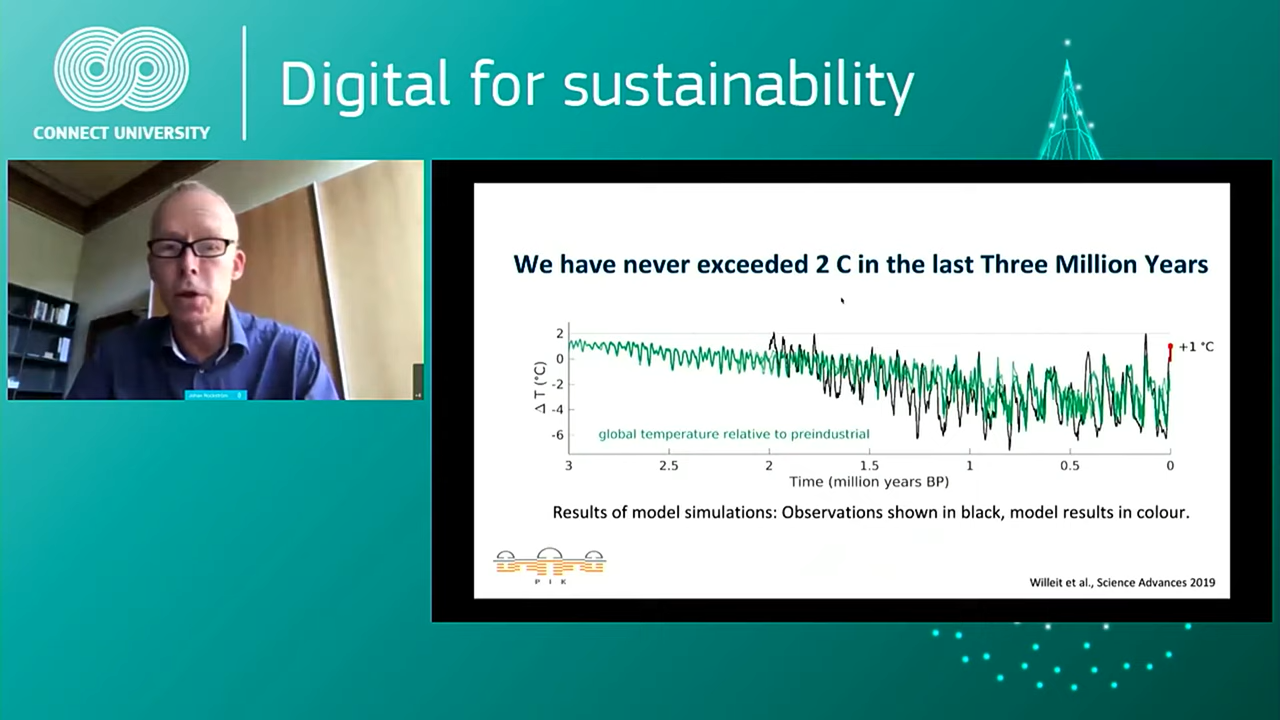 CONNECT UNIVERSITY
Digital for sustainability
Johan Rockström
We have never exceeded 2 C in the last Three Million Years
2
0
-2
-4
-6
Δ T (°C)
+1 °C
global temperature relative to preindustrial
3
2.5
2
1.5
1
0.5
0
Time (million years BP)
Results of model simulations: Observations shown in black, model results in colour.
P I K
Willeit et al., Science Advances 2019